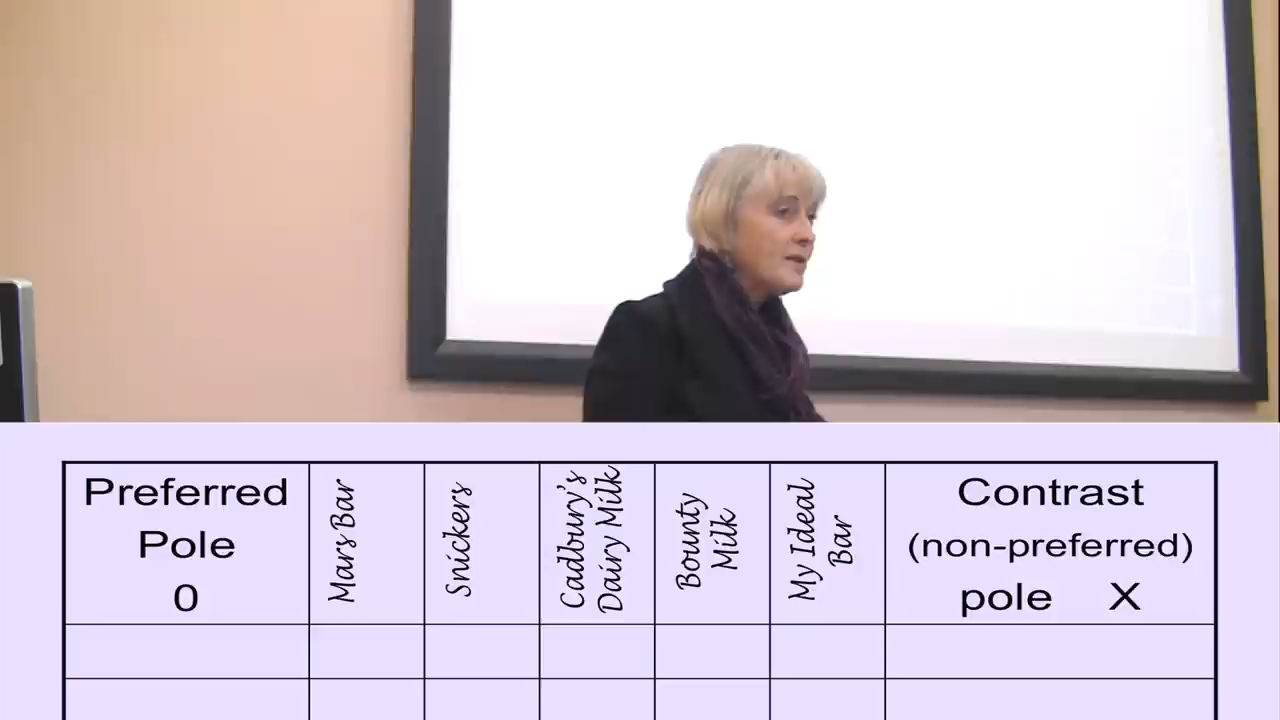 Preferred
Pole
0
Mars Bar
Snickers
Cadbury's
Dairy Milk
Bounty
Milk
My Ideal
Bar
Contrast
(non-preferred)
pole X